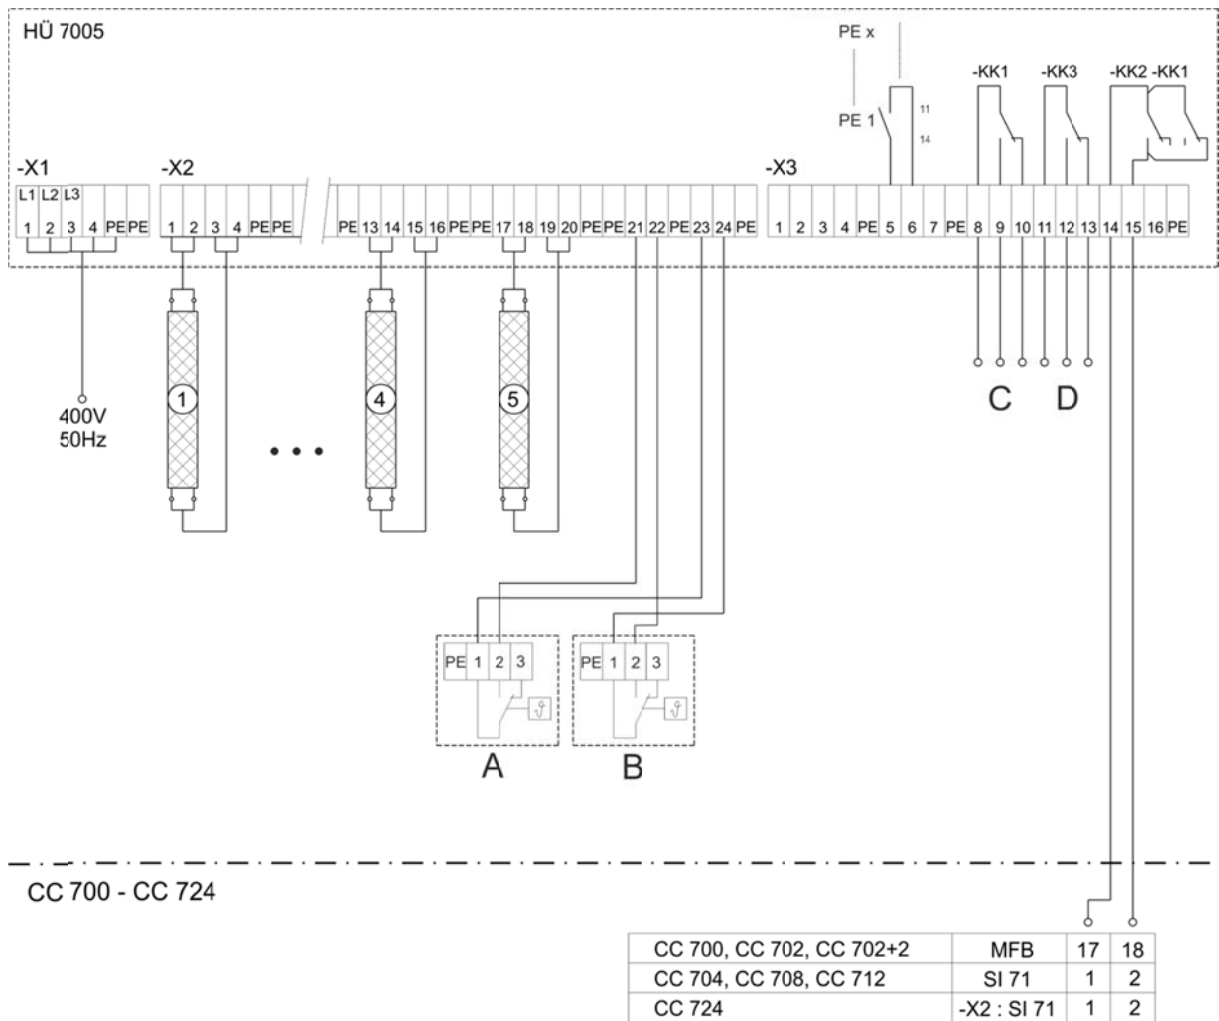 HÜ 7005
PE x
-KK1 -KK3 -KK2 -KK1
11
PE 1
14
-X1 -X2 -X3
L1 L2 L3
1 2 3 4 PE PE 1 2 3 4 PE PE PE 13 14 15 16 PE PE 17 18 19 20 PE PE 21 22 PE 23 24 PE 1 2 3 4 PE 5 6 7 PE 8 9 10 11 12 13 14 15 16 PE
1 4 5
400V
50Hz
C D
PE 1 2 3 PE 1 2 3
ϑ ϑ
A B
CC 700 - CC 724
CC 700, CC 702, CC 702+2 MFB 17 18
CC 704, CC 708, CC 712 SI 71 1 2
CC 724 -X2 : SI 71 1 2